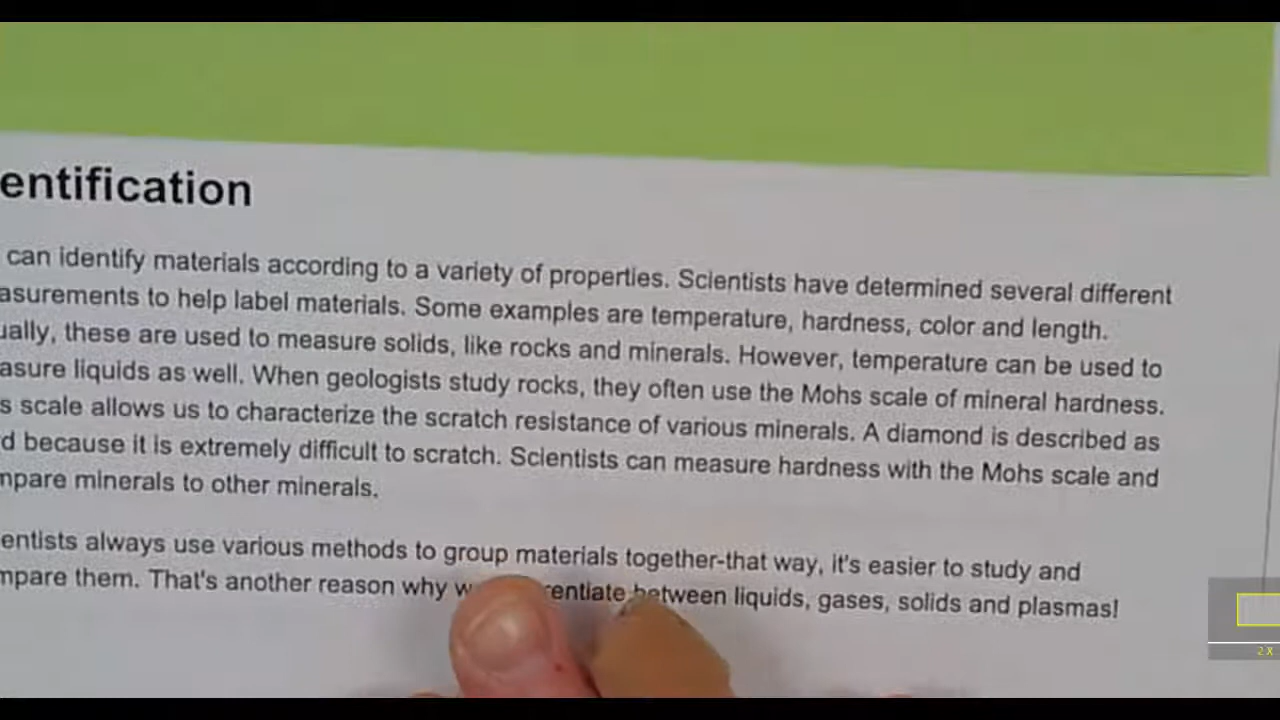 entification
can identify materials according to a variety of properties. Scientists have determined several different
asurements to help label materials. Some examples are temperature, hardness, color and length.
ually, these are used to measure solids, like rocks and minerals. However, temperature can be used to
asure liquids as well. When geologists study rocks, they often use the Mohs scale of mineral hardness.
s scale allows us to characterize the scratch resistance of various minerals. A diamond is described as
d because it is extremely difficult to scratch. Scientists can measure hardness with the Mohs scale and
mpare minerals to other minerals.
entists always use various methods to group materials together-that way, it's easier to study and
mpare them. That's another reason why w rentiate between liquids, gases, solids and plasmas!
2X